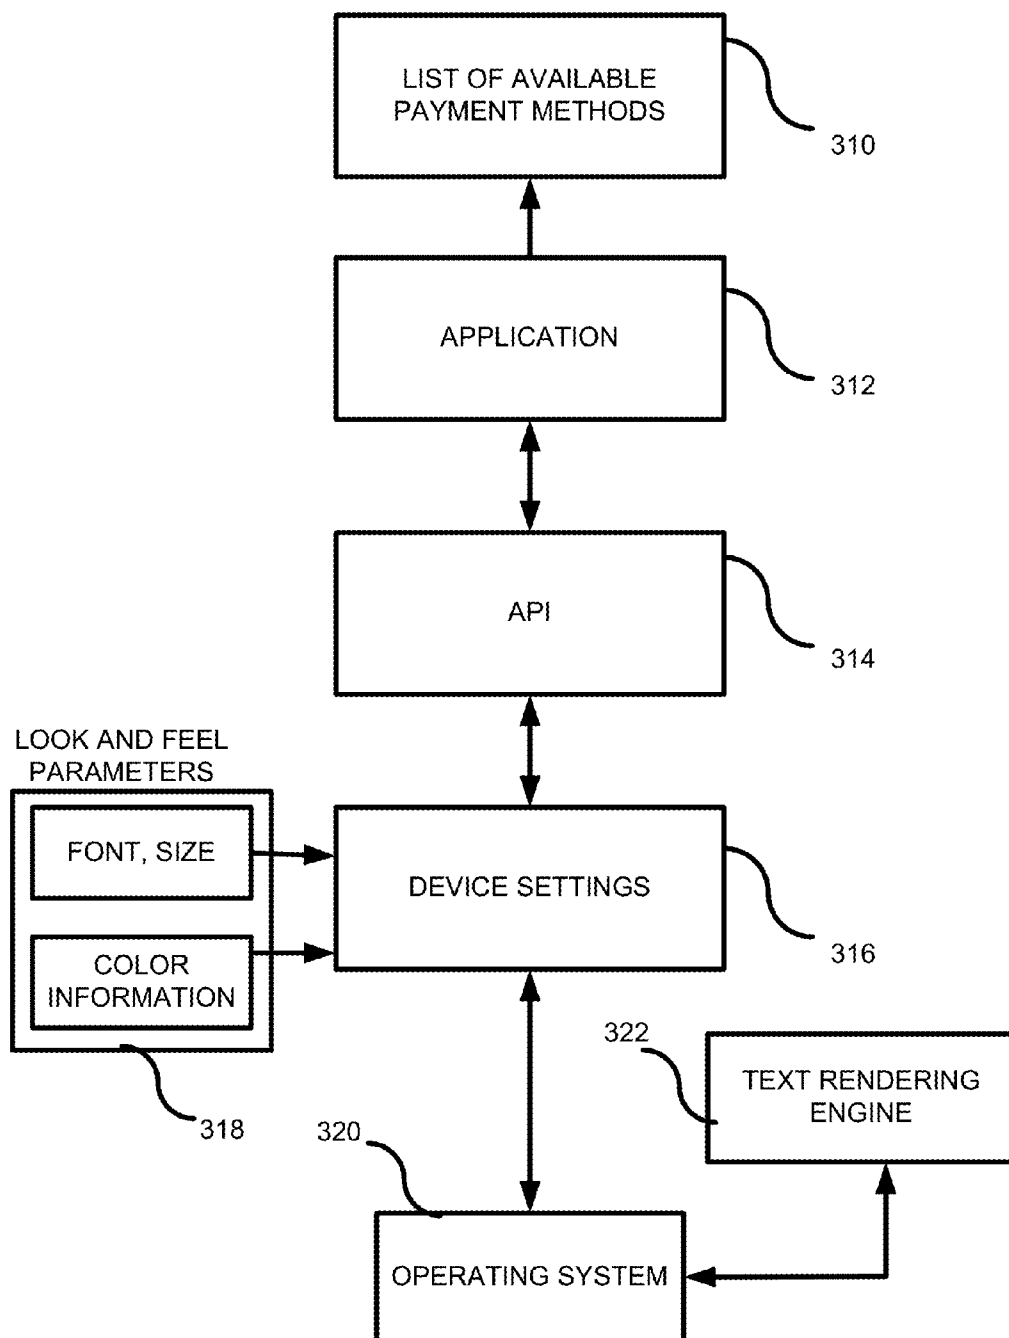 LIST OF AVAILABLE
PAYMENT METHODS
310
APPLICATION
312
API
314
LOOK AND FEEL
PARAMETERS
FONT, SIZE
DEVICE SETTINGS
316
COLOR
INFORMATION
318
322
TEXT RENDERING
ENGINE
320
OPERATING SYSTEM